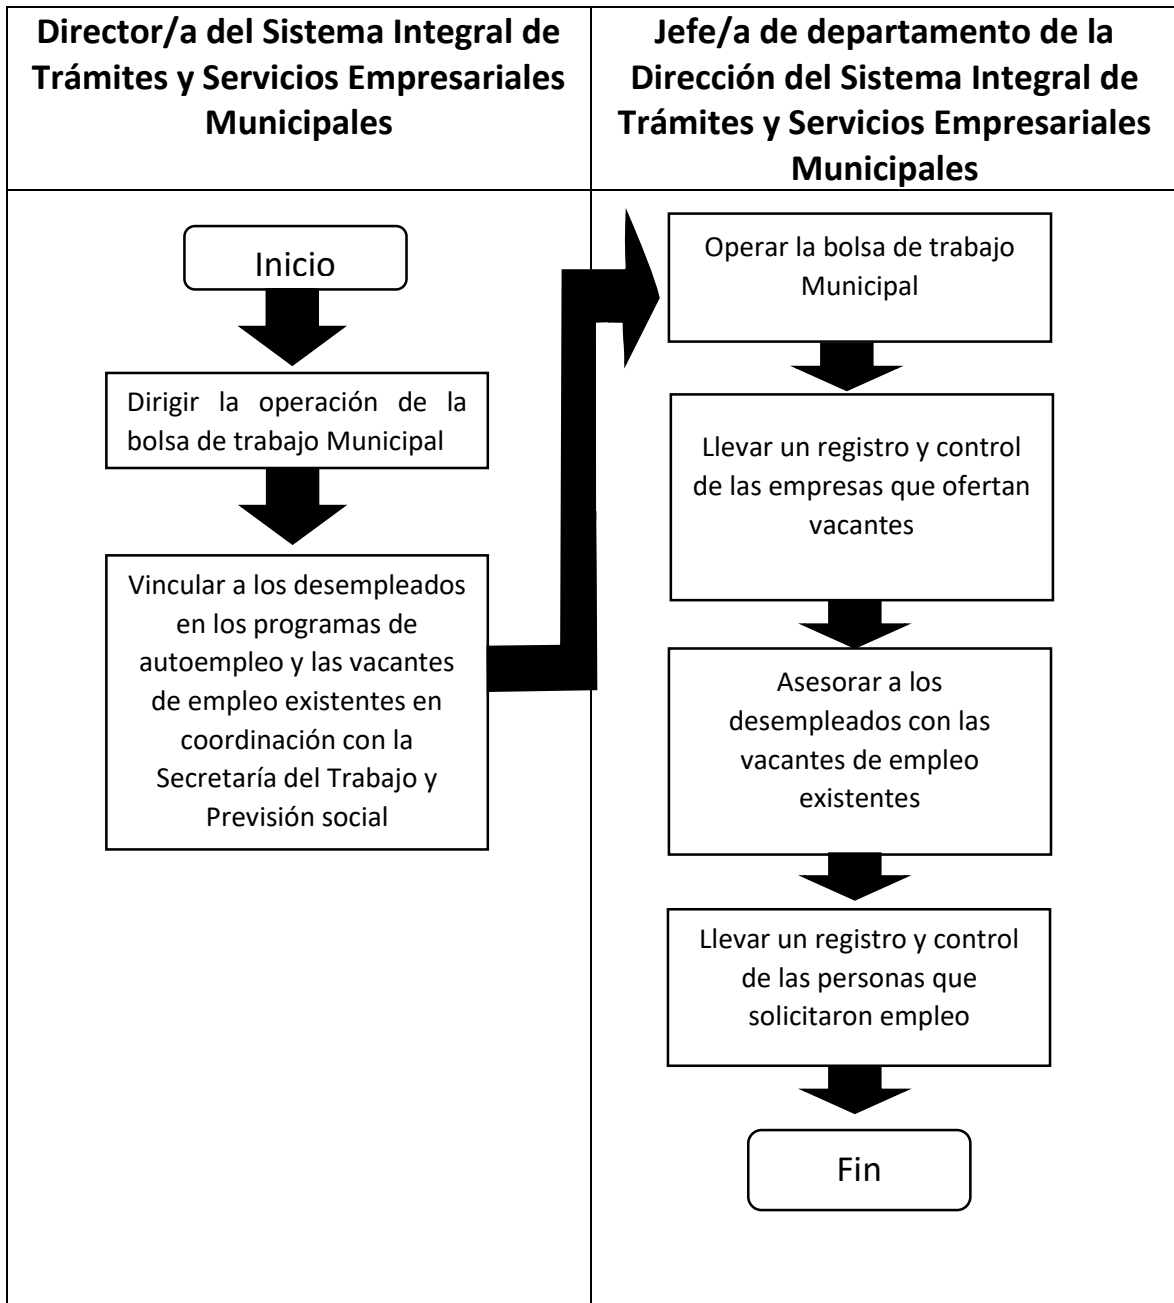 Director/a del Sistema Integral de
Trámites y Servicios Empresariales
Municipales
Jefe/a de departamento de la
Dirección del Sistema Integral de
Trámites y Servicios Empresariales
Municipales
Inicio
Dirigir la operación de la
bolsa de trabajo Municipal
Vincular a los desempleados
en los programas de
autoempleo y las vacantes
de empleo existentes en
coordinación con la
Secretaría del Trabajo y
Previsión social
Operar la bolsa de trabajo
Municipal
Llevar un registro y control
de las empresas que ofertan
vacantes
Asesorar a los
desempleados con las
vacantes de empleo
existentes
Llevar un registro y control
de las personas que
solicitaron empleo
Fin